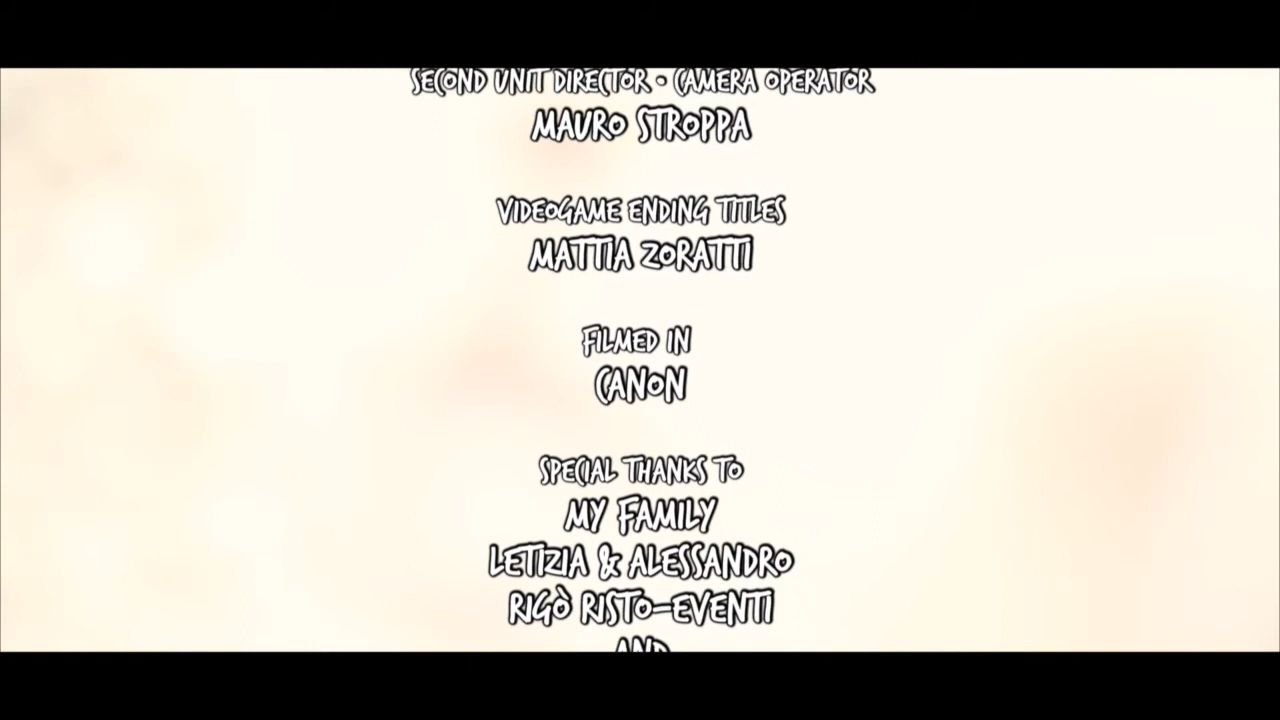 SECOND UNIT DIRECTOR • CAMERA OPERATOR
MAURO STROPPA
VIDEOGAME ENDING TITLES
MATTIA ZORATTI
FILMED IN
CANON
SPECIAL THANKS TO
MY FAMILY
LETIZIA & ALESSANDRO
RIGÒ RISTO-EVENTI
AND